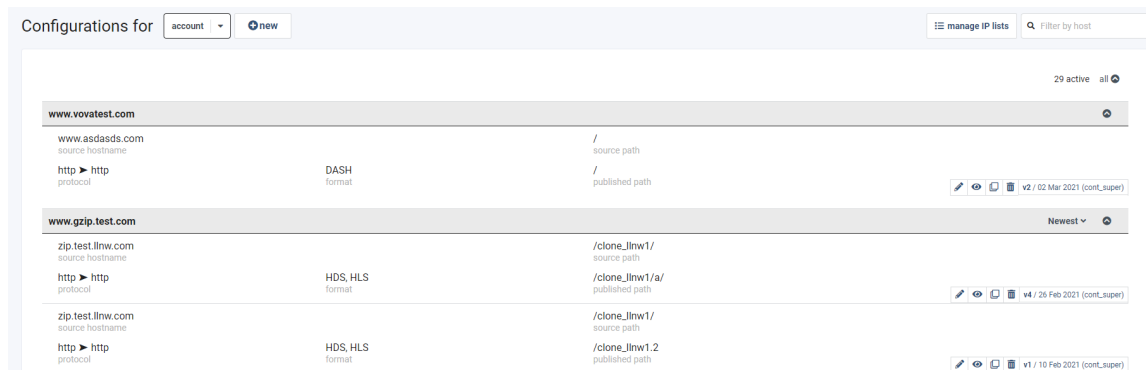 Configurations for account new manage IP lists Filter by host
29 active all
www.vovatest.com
www.asdasds.com /
source hostname source path
http ➤ http DASH /
protocol format published path
v2 / 02 Mar 2021 (cont_super)
www.gzip.test.com Newest
zip.test.llnw.com /clone_llnw1/
source hostname source path
http ➤ http HDS, HLS /clone_llnw1/a/
protocol format published path
v4 / 26 Feb 2021 (cont_super)
zip.test.llnw.com /clone_llnw1/
source hostname source path
http ➤ http HDS, HLS /clone_llnw1.2
protocol format published path
v1 / 10 Feb 2021 (cont_super)